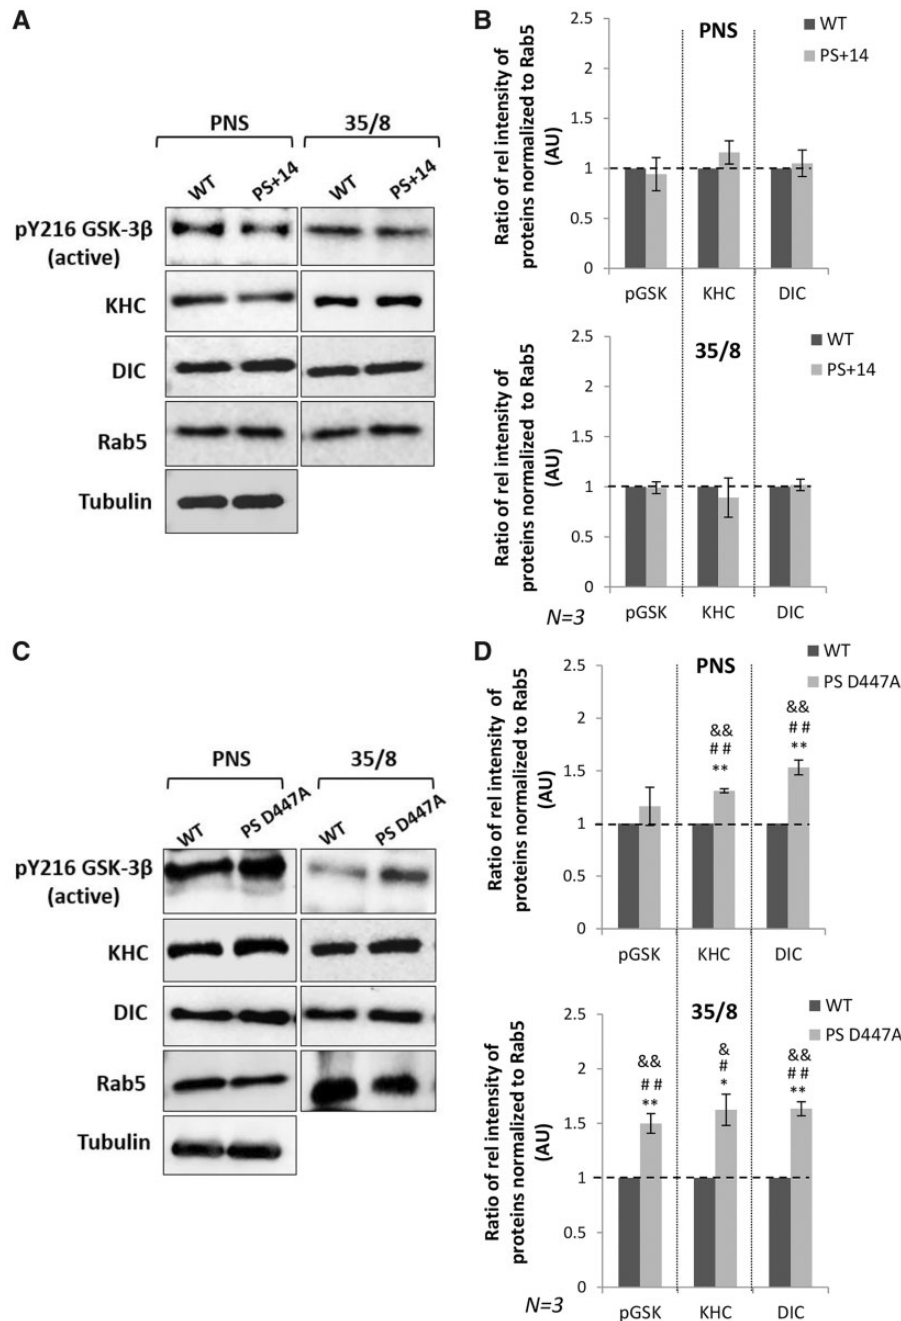 A
PNS
35/8
WT
PS+14
WT
PS+14
pY216 GSK-3β
(active)
KHC
DIC
Rab5
Tubulin
B
Ratio of rel intensity of
proteins normalized to Rab5
(AU)
2.5
2
1.5
1
0.5
0
PNS
WT
PS+14
pGSK
KHC
DIC
Ratio of rel intensity of
proteins normalized to Rab5
(AU)
2.5
2
1.5
1
0.5
0
35/8
WT
PS+14
pGSK
KHC
DIC
N=3
C
PNS
35/8
WT
PS D447A
WT
PS D447A
pY216 GSK-3β
(active)
KHC
DIC
Rab5
Tubulin
D
Ratio of rel intensity of
proteins normalized to Rab5
(AU)
2.5
2
1.5
1
0.5
0
PNS
WT
PS D447A
&&
##
**
&&
##
**
pGSK
KHC
DIC
Ratio of rel intensity of
proteins normalized to Rab5
(AU)
2.5
2
1.5
1
0.5
0
35/8
WT
PS D447A
&&
##
**
&
#
*
&&
##
**
pGSK
KHC
DIC
N=3